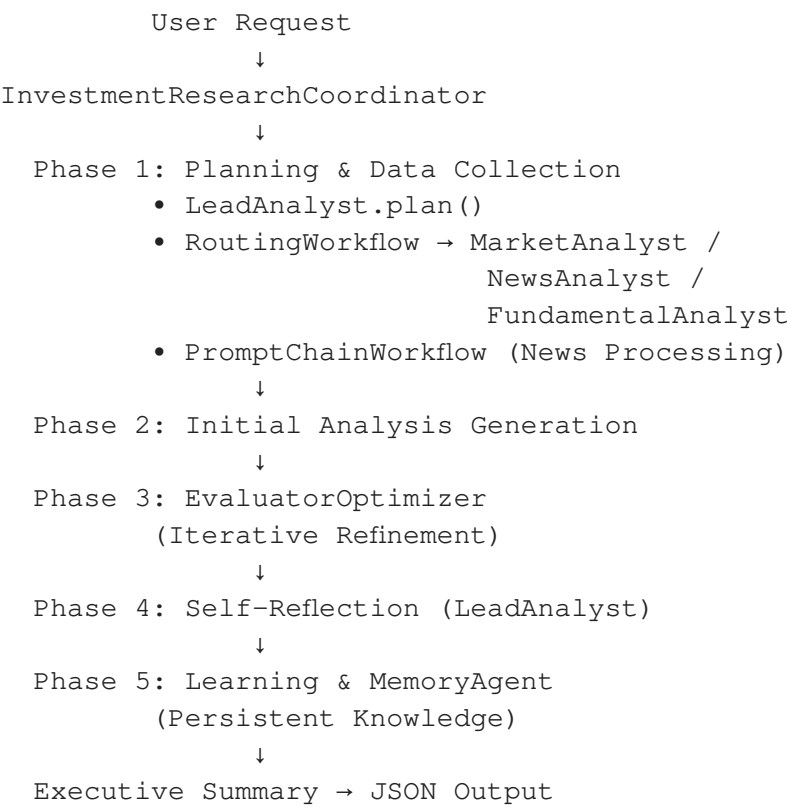 User Request
↓
InvestmentResearchCoordinator
↓
Phase 1: Planning & Data Collection
• LeadAnalyst.plan()
• RoutingWorkflow → MarketAnalyst /
NewsAnalyst /
FundamentalAnalyst
• PromptChainWorkflow (News Processing)
↓
Phase 2: Initial Analysis Generation
↓
Phase 3: EvaluatorOptimizer
(Iterative Refinement)
↓
Phase 4: Self-Reflection (LeadAnalyst)
↓
Phase 5: Learning & MemoryAgent
(Persistent Knowledge)
↓
Executive Summary → JSON Output